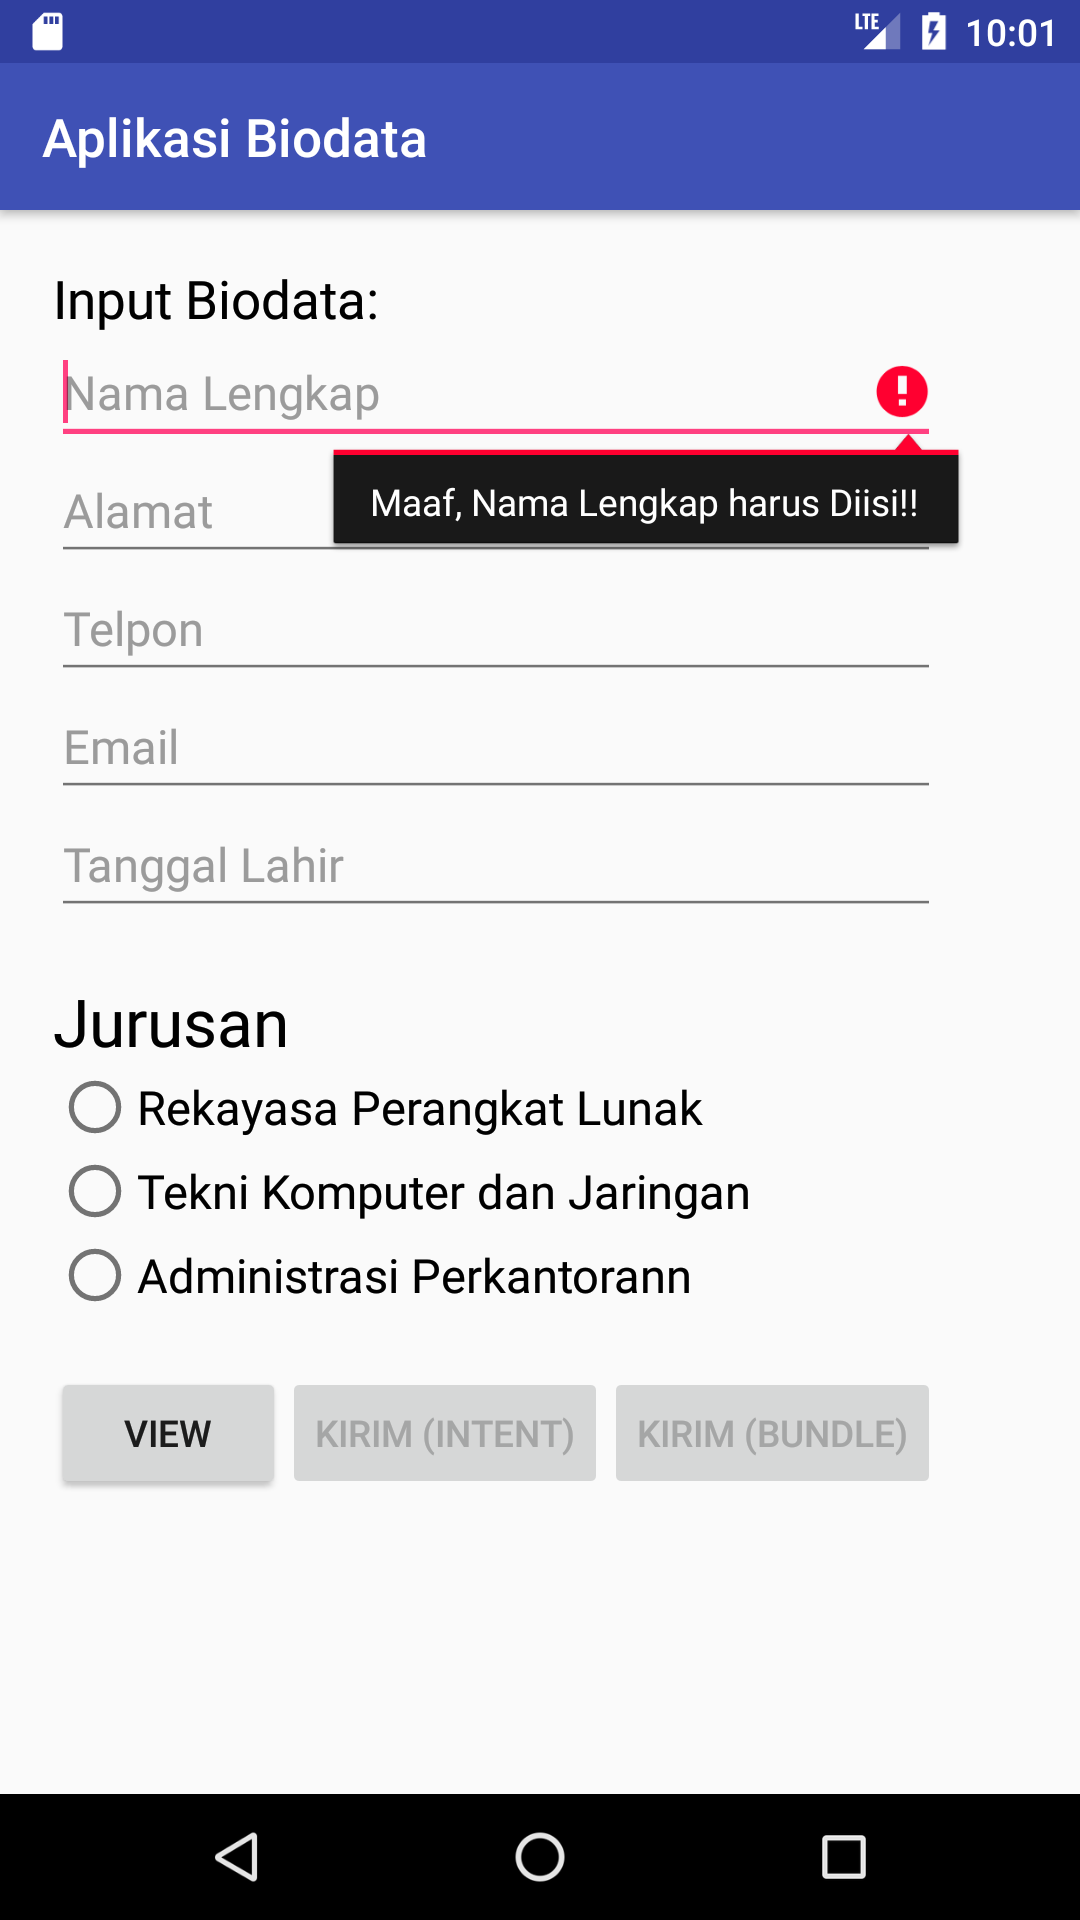 LTE 10:01
Aplikasi Biodata
Input Biodata:
Nama Lengkap
Maaf, Nama Lengkap harus Diisi!!
Alamat
Telpon
Email
Tanggal Lahir
Jurusan
Rekayasa Perangkat Lunak
Tekni Komputer dan Jaringan
Administrasi Perkantorann
VIEW KIRIM (INTENT) KIRIM (BUNDLE)